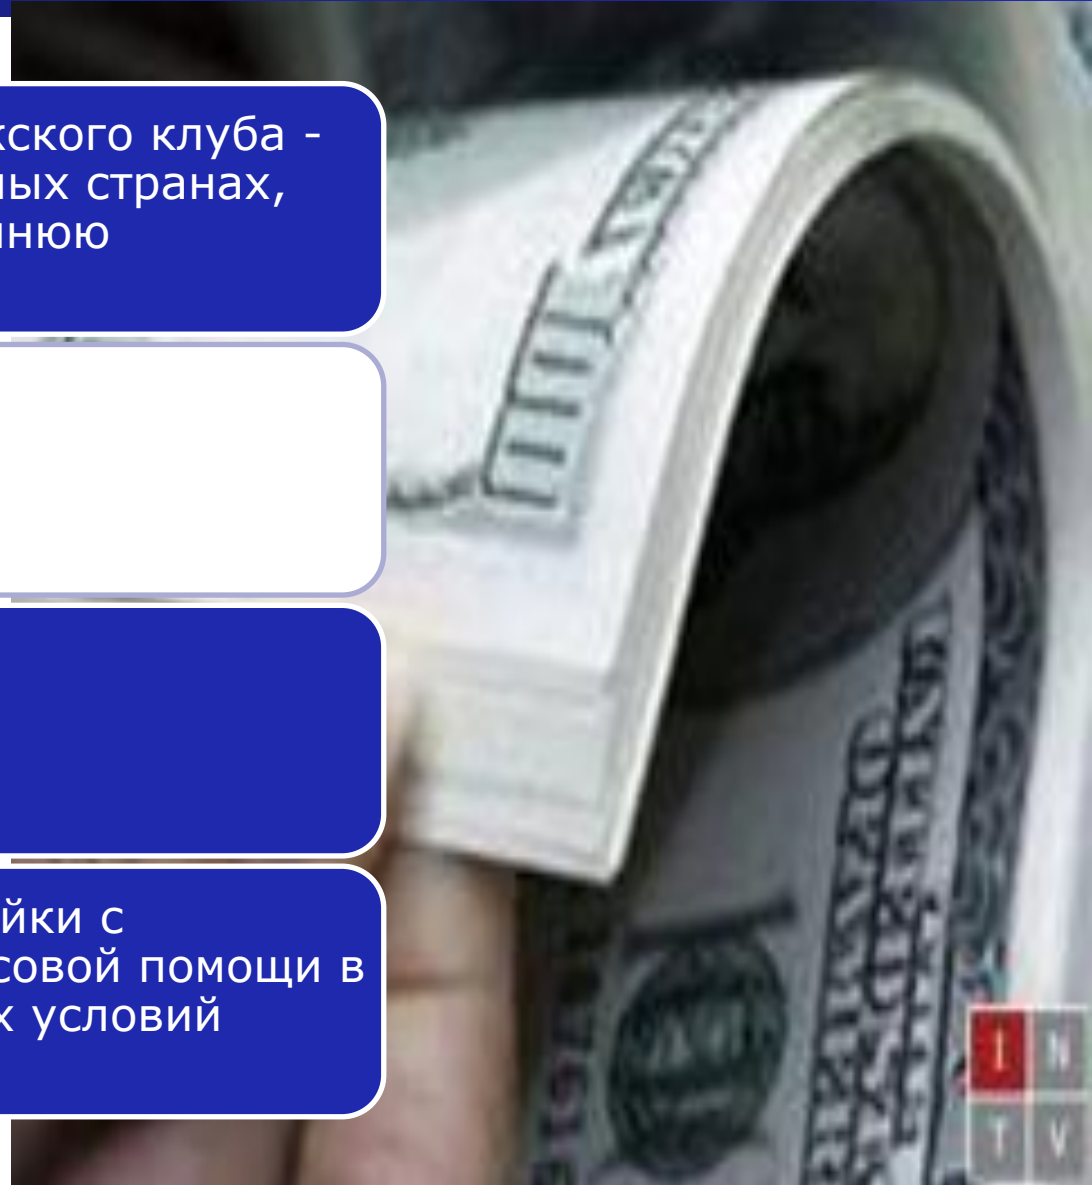 кского клуба -
ных странах,
нюю
йки с
совой помощи в
х условий
I N
T V